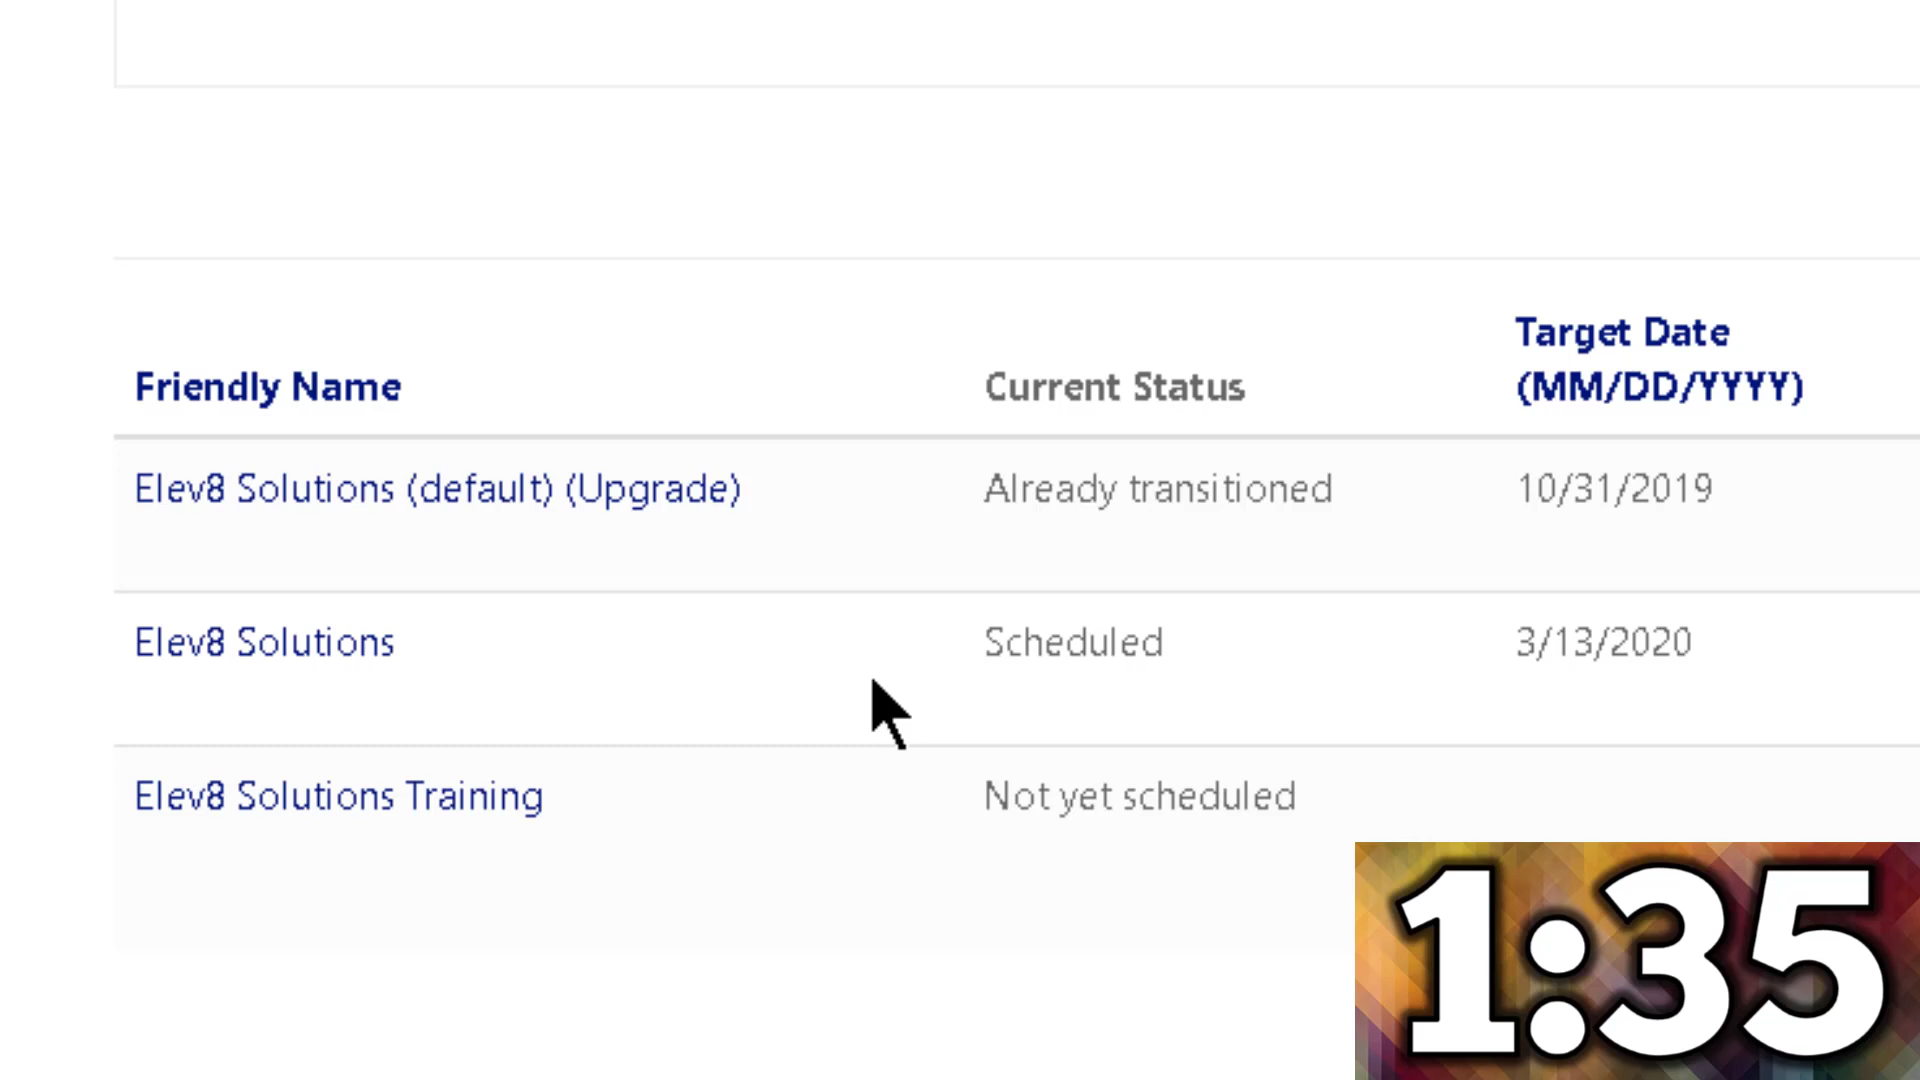 Friendly Name
Current Status
Target Date
(MM/DD/YYYY)
Elev8 Solutions (default) (Upgrade)
Already transitioned
10/31/2019
Elev8 Solutions
Scheduled
3/13/2020
Elev8 Solutions Training
Not yet scheduled
1:35